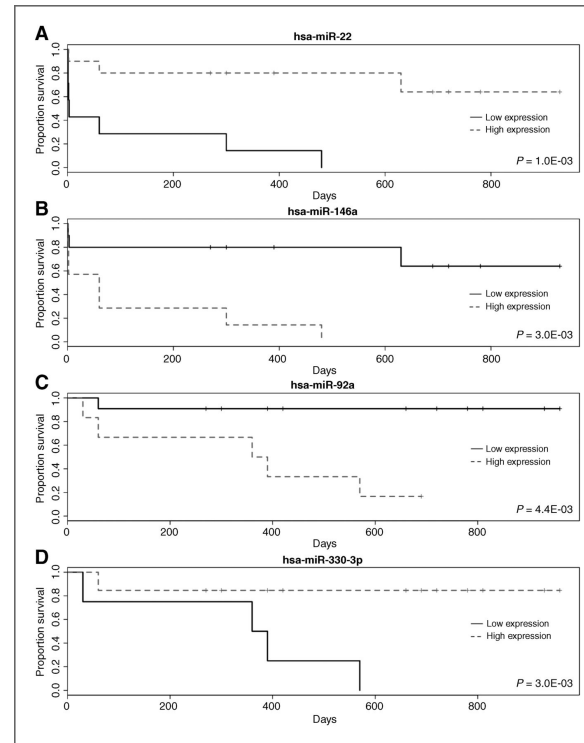 A
hsa-miR-22
Proportion survival
0.0 0.2 0.4 0.6 0.8 1.0
Low expression
High expression
P = 1.0E-03
0 200 400 600 800
Days
B
hsa-miR-146a
Proportion survival
0.0 0.2 0.4 0.6 0.8 1.0
Low expression
High expression
P = 3.0E-03
0 200 400 600 800
Days
C
hsa-miR-92a
Proportion survival
0.0 0.2 0.4 0.6 0.8 1.0
Low expression
High expression
P = 4.4E-03
0 200 400 600 800
Days
D
hsa-miR-330-3p
Proportion survival
0.0 0.2 0.4 0.6 0.8 1.0
Low expression
High expression
P = 3.0E-03
0 200 400 600 800
Days